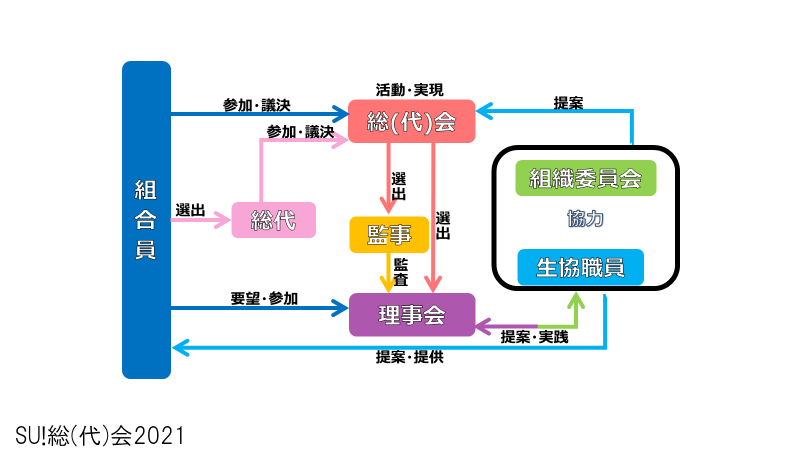 活動・実現
参加・議決
総(代)会
提案
参加・議決
組合員
選出
総代
選出
選出
監事
監査
組織委員会
協力
生協職員
要望・参加
理事会
提案・実践
提案・提供
SU!総(代)会2021